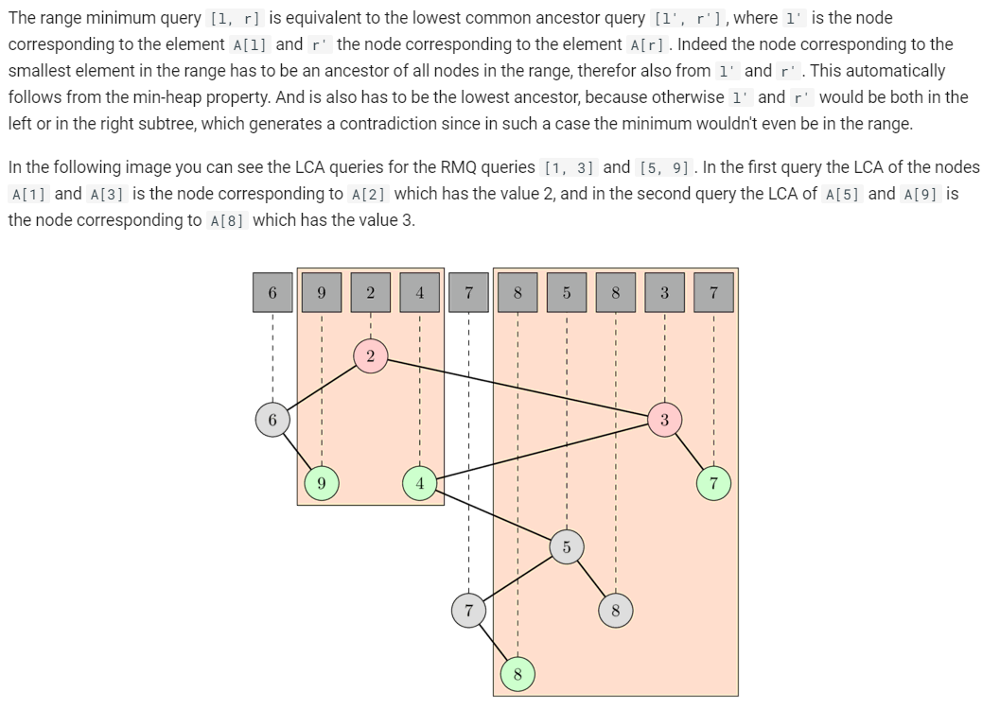 The range minimum query [l, r] is equivalent to the lowest common ancestor query [l', r'], where l' is the node
corresponding to the element A[l] and r' the node corresponding to the element A[r]. Indeed the node corresponding to the
smallest element in the range has to be an ancestor of all nodes in the range, therefor also from l' and r'. This automatically
follows from the min-heap property. And is also has to be the lowest ancestor, because otherwise l' and r' would be both in the
left or in the right subtree, which generates a contradiction since in such a case the minimum wouldn't even be in the range.
In the following image you can see the LCA queries for the RMQ queries [1, 3] and [5, 9]. In the first query the LCA of the nodes
A[1] and A[3] is the node corresponding to A[2] which has the value 2, and in the second query the LCA of A[5] and A[9] is
the node corresponding to A[8] which has the value 3.
6 9 2 4 7 8 5 8 3 7
2
6 3
9 4 7
5
7 8
8